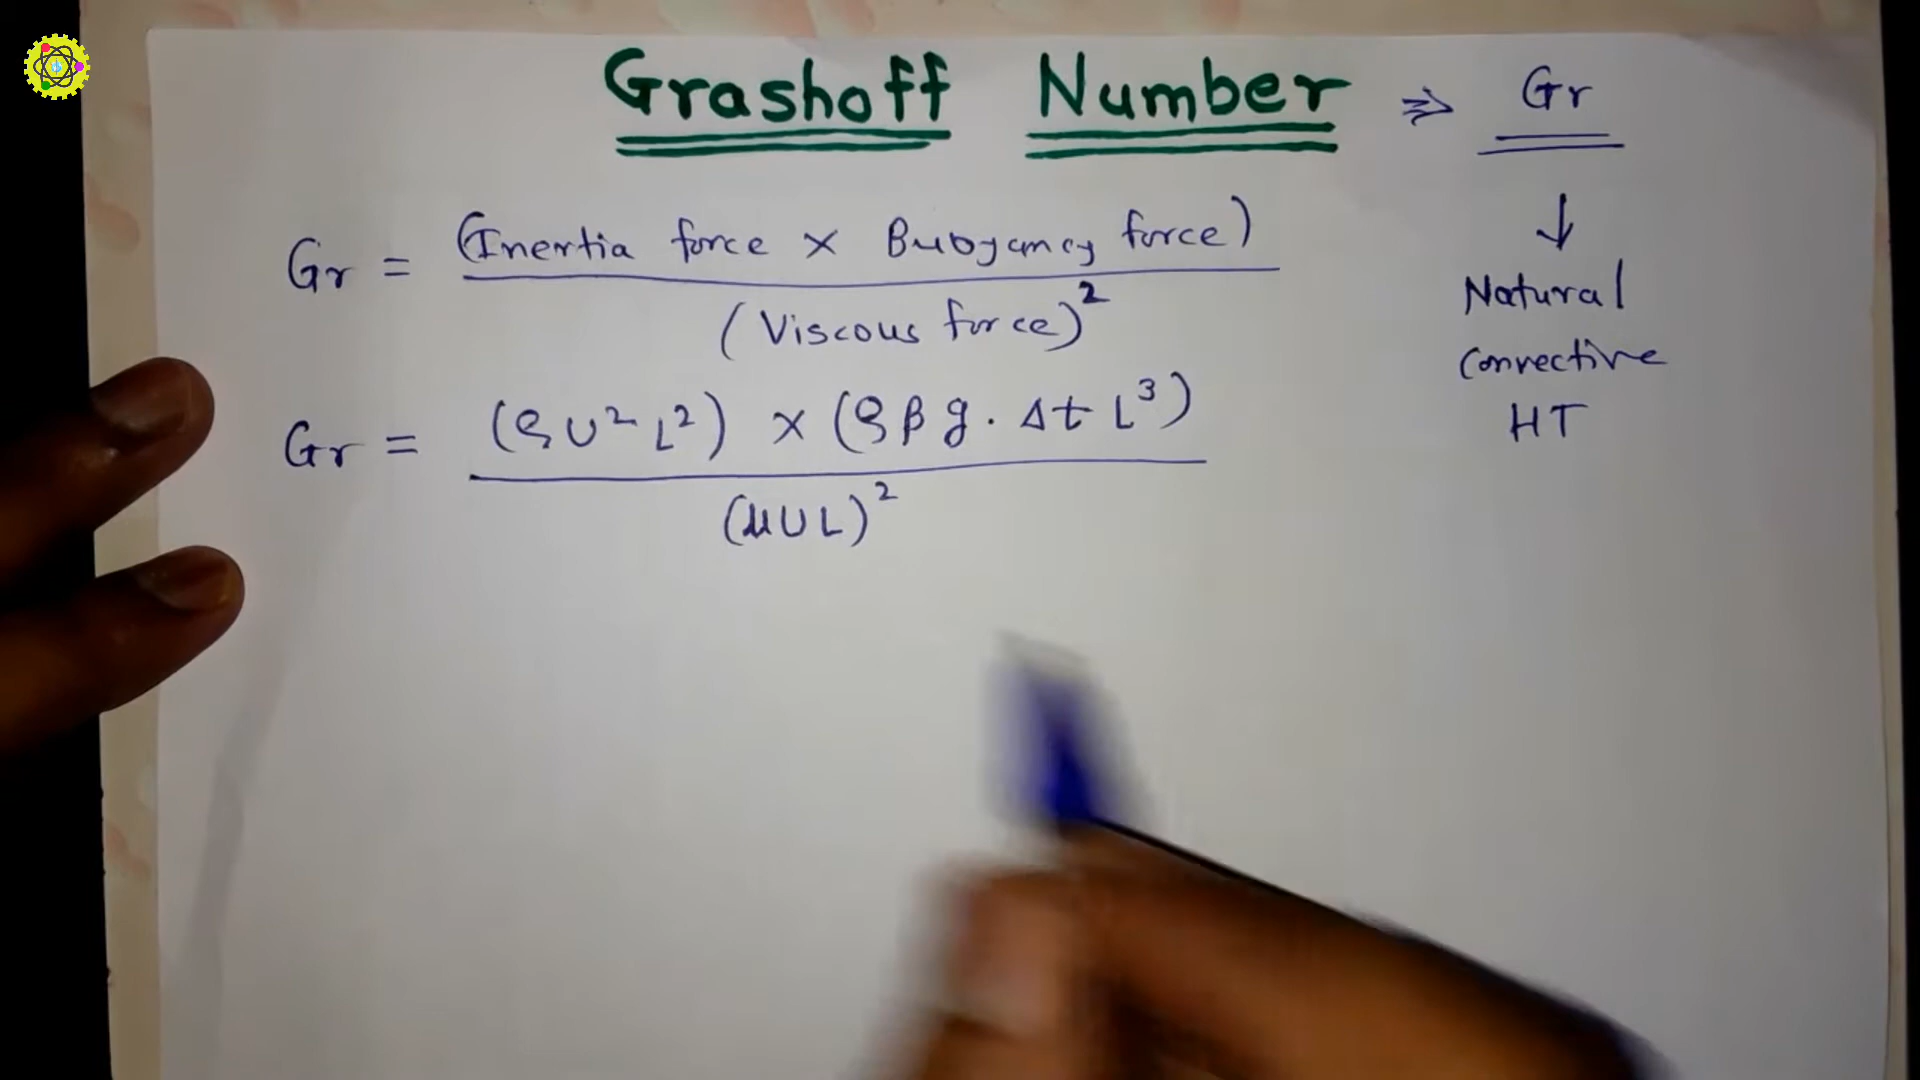 Grashoff Number ⇒ Gr
↓
Natural
Convective
HT
Gr = (Inertia force × Buoyancy force) / (Viscous force)²
Gr = (ρU²L²) × (ρβg·Δt L³) / (μUL)²